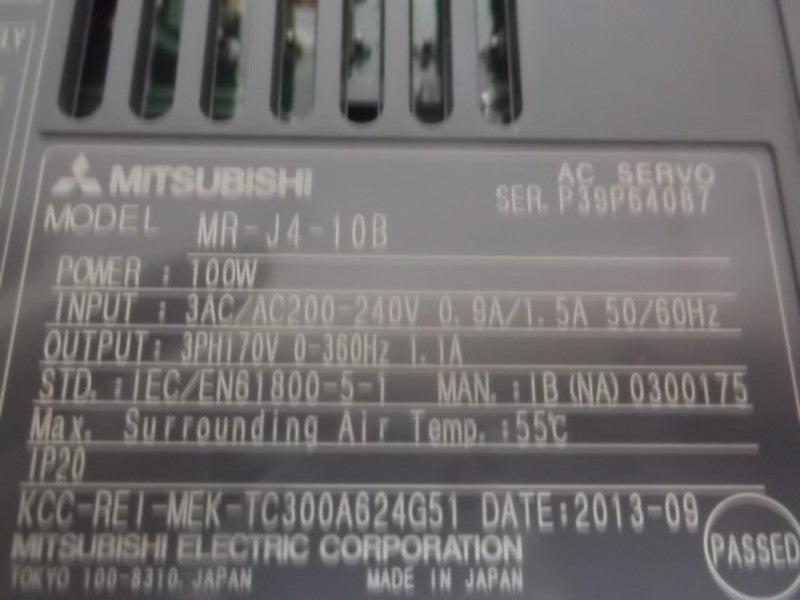 MITSUBISHI
AC SERVO
SER. P39P64087
MODEL MR-J4-10B
POWER : 100W
INPUT : 3AC/AC200-240V 0.9A/1.5A 50/60Hz
OUTPUT: 3PH170V 0-360Hz 1.1A
STD. : IEC/EN61800-5-1 MAN. : IB(NA)0300175
Max. Surrounding Air Temp. :55℃
IP20
KCC-REI-MEK-TC300A624G51 DATE:2013-09
MITSUBISHI ELECTRIC CORPORATION
TOKYO 100-8310, JAPAN MADE IN JAPAN
PASSED